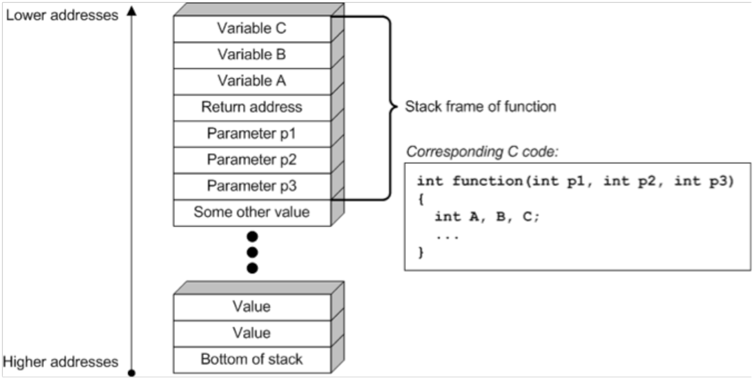 Lower addresses
Variable C
Variable B
Variable A
Return address
Parameter p1
Parameter p2
Parameter p3
Some other value
Stack frame of function
Corresponding C code:
int function(int p1, int p2, int p3)
{
int A, B, C;
...
}
Value
Value
Bottom of stack
Higher addresses